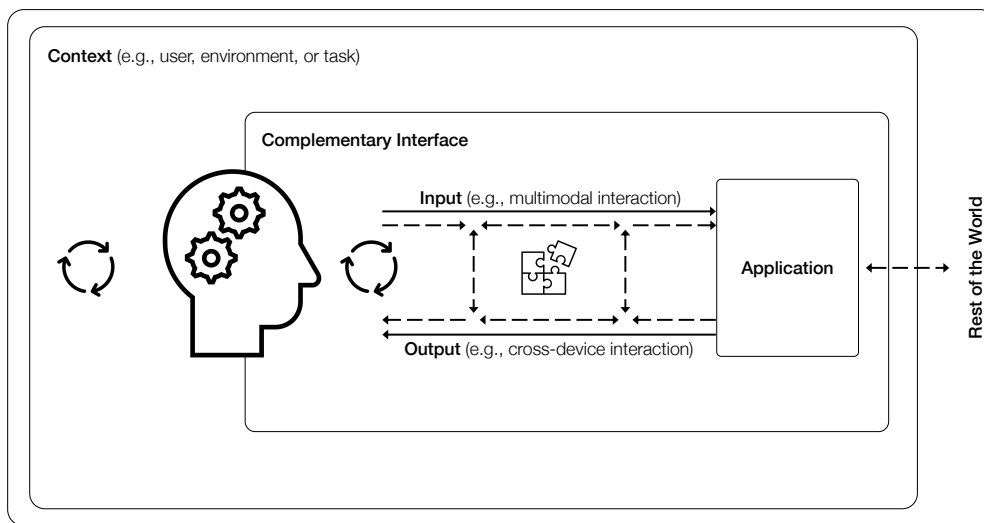 Context (e.g., user, environment, or task)
Complementary Interface
Input (e.g., multimodal interaction)
Application
Output (e.g., cross-device interaction)
Rest of the World